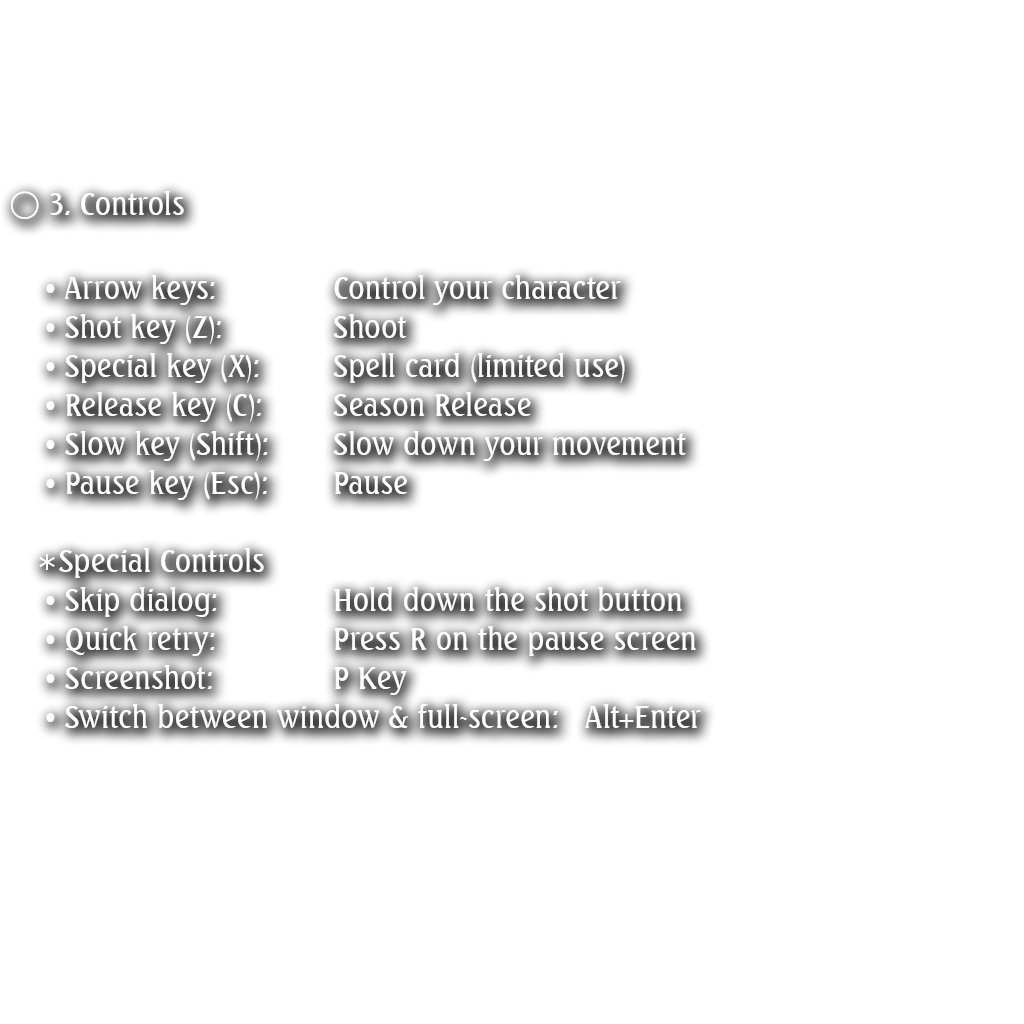 ◯ 3. Controls
• Arrow keys: Control your character
• Shot key (Z): Shoot
• Special key (X): Spell card (limited use)
• Release key (C): Season Release
• Slow key (Shift): Slow down your movement
• Pause key (Esc): Pause
*Special Controls
• Skip dialog: Hold down the shot button
• Quick retry: Press R on the pause screen
• Screenshot: P Key
• Switch between window & full-screen: Alt+Enter